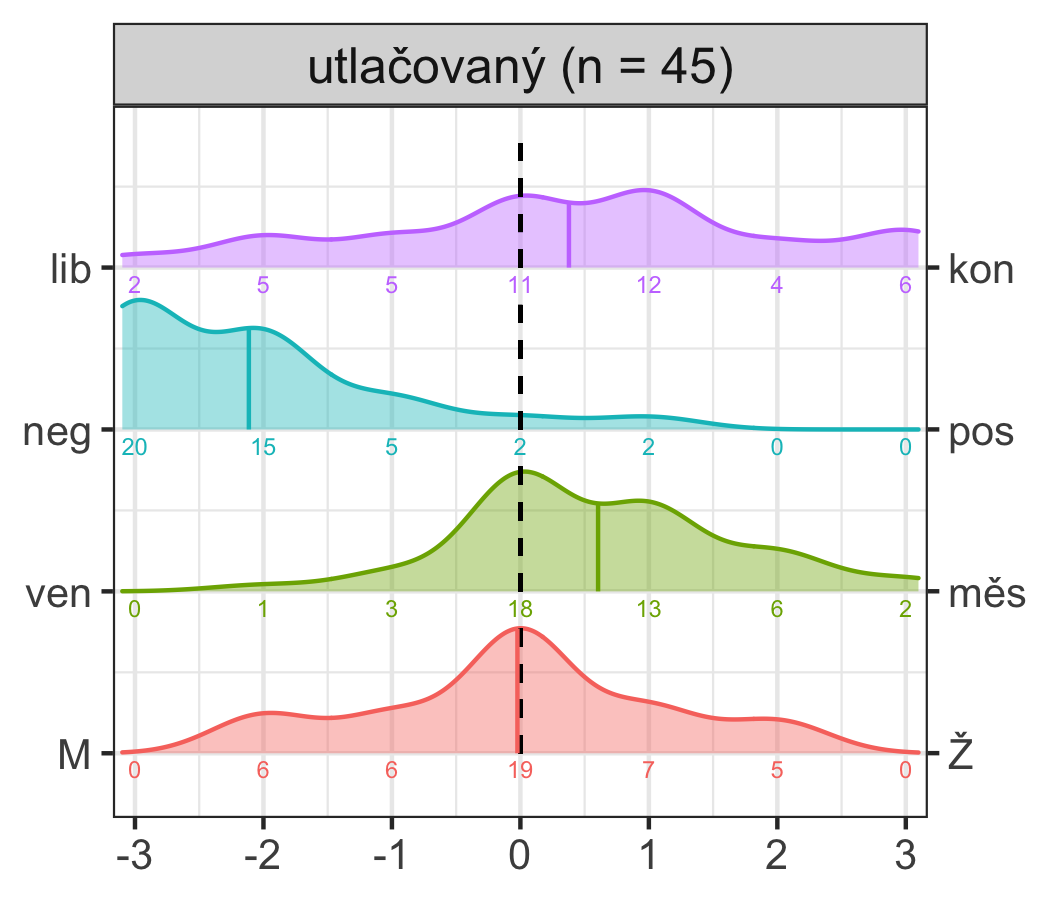 utlačovaný (n = 45)
lib kon
2 5 5 11 12 4 6
neg pos
20 15 5 2 2 0 0
ven měs
0 1 3 18 13 6 2
M Ž
0 6 6 19 7 5 0
-3 -2 -1 0 1 2 3